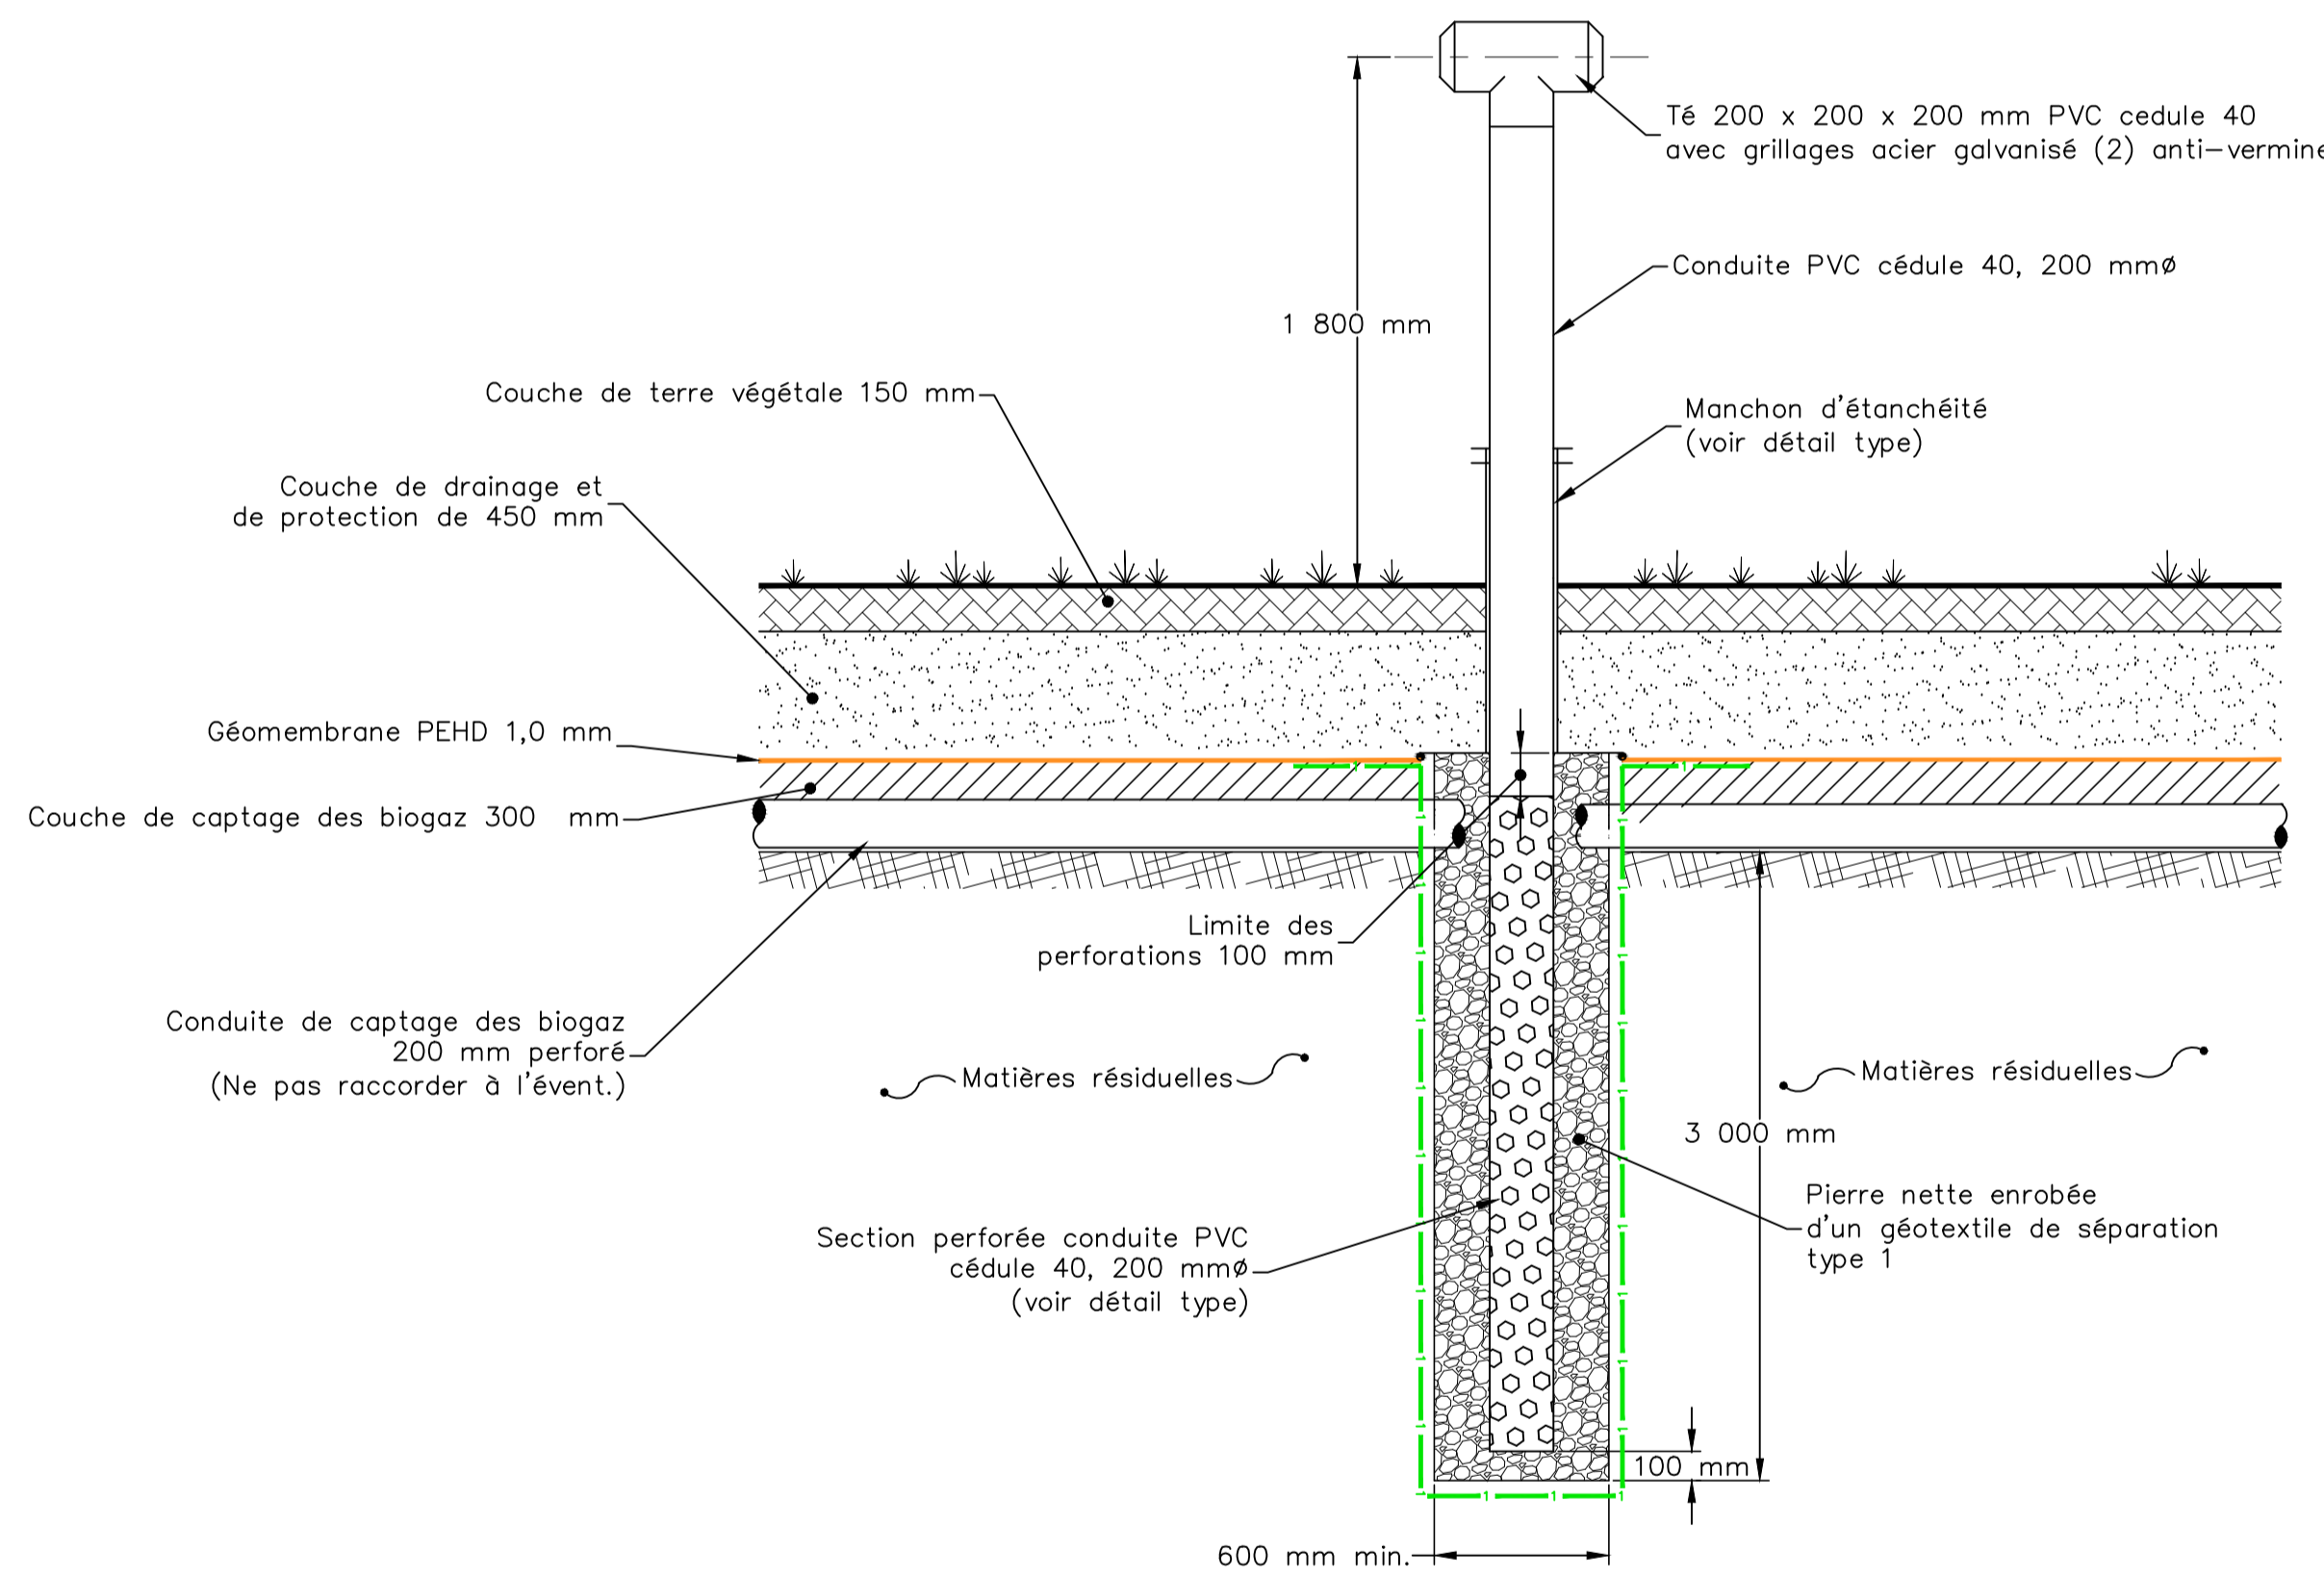 Té 200 x 200 x 200 mm PVC cedule 40
avec grillages acier galvanisé (2) anti-vermine
Conduite PVC cédule 40, 200 mmø
1 800 mm
Couche de terre végétale 150 mm
Manchon d'étanchéité
(voir détail type)
Couche de drainage et
de protection de 450 mm
Géomembrane PEHD 1,0 mm
Couche de captage des biogaz 300 mm
Limite des
perforations 100 mm
Conduite de captage des biogaz
200 mm perforé
(Ne pas raccorder à l'évent.)
Matières résiduelles
Matières résiduelles
3 000 mm
Pierre nette enrobée
d'un géotextile de séparation
type 1
Section perforée conduite PVC
cédule 40, 200 mmø
(voir détail type)
100 mm
600 mm min.